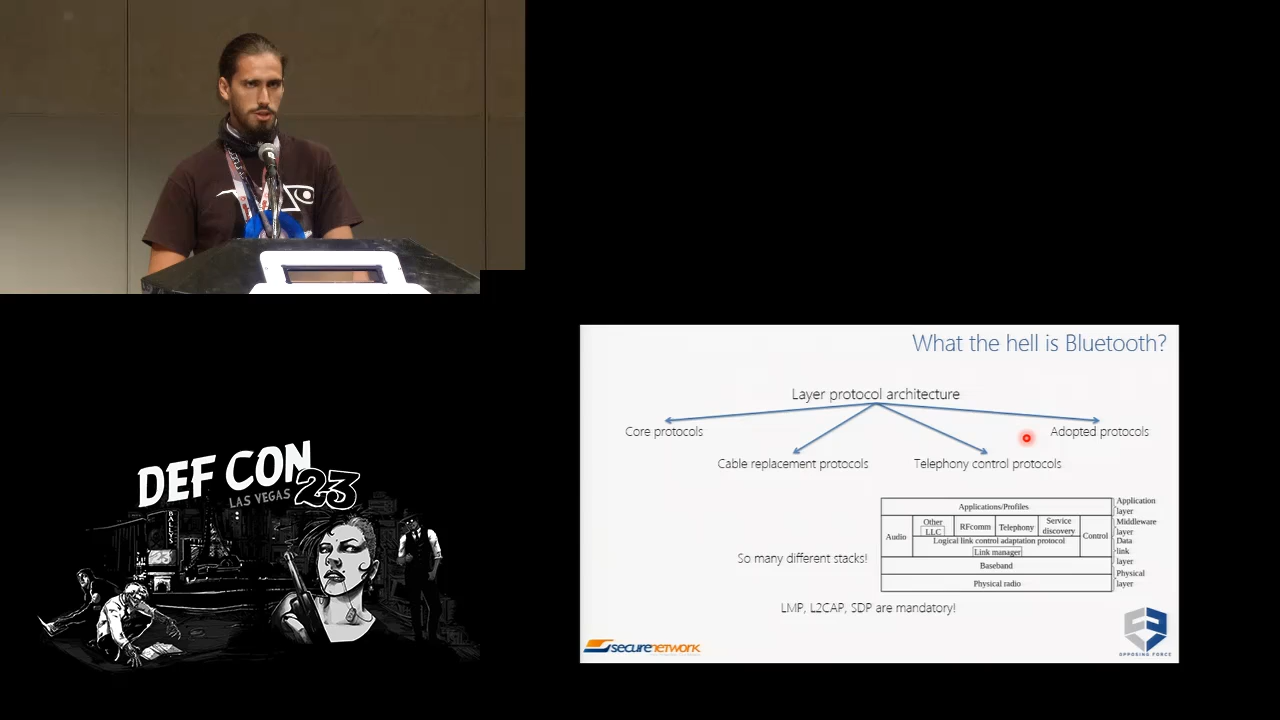 What the hell is Bluetooth?
Layer protocol architecture
Core protocols
Adopted protocols
Cable replacement protocols
Telephony control protocols
Applications/Profiles
Application layer
Audio
Other LLC
RFcomm
Telephony
Service discovery
Control
Middleware layer
Logical link control adaptation protocol
Link manager
Data link layer
Baseband
Physical radio
Physical layer
So many different stacks!
LMP, L2CAP, SDP are mandatory!
securenetwork
OPPOSING FORCE
DEF CON
LAS VEGAS 23
BALLYS